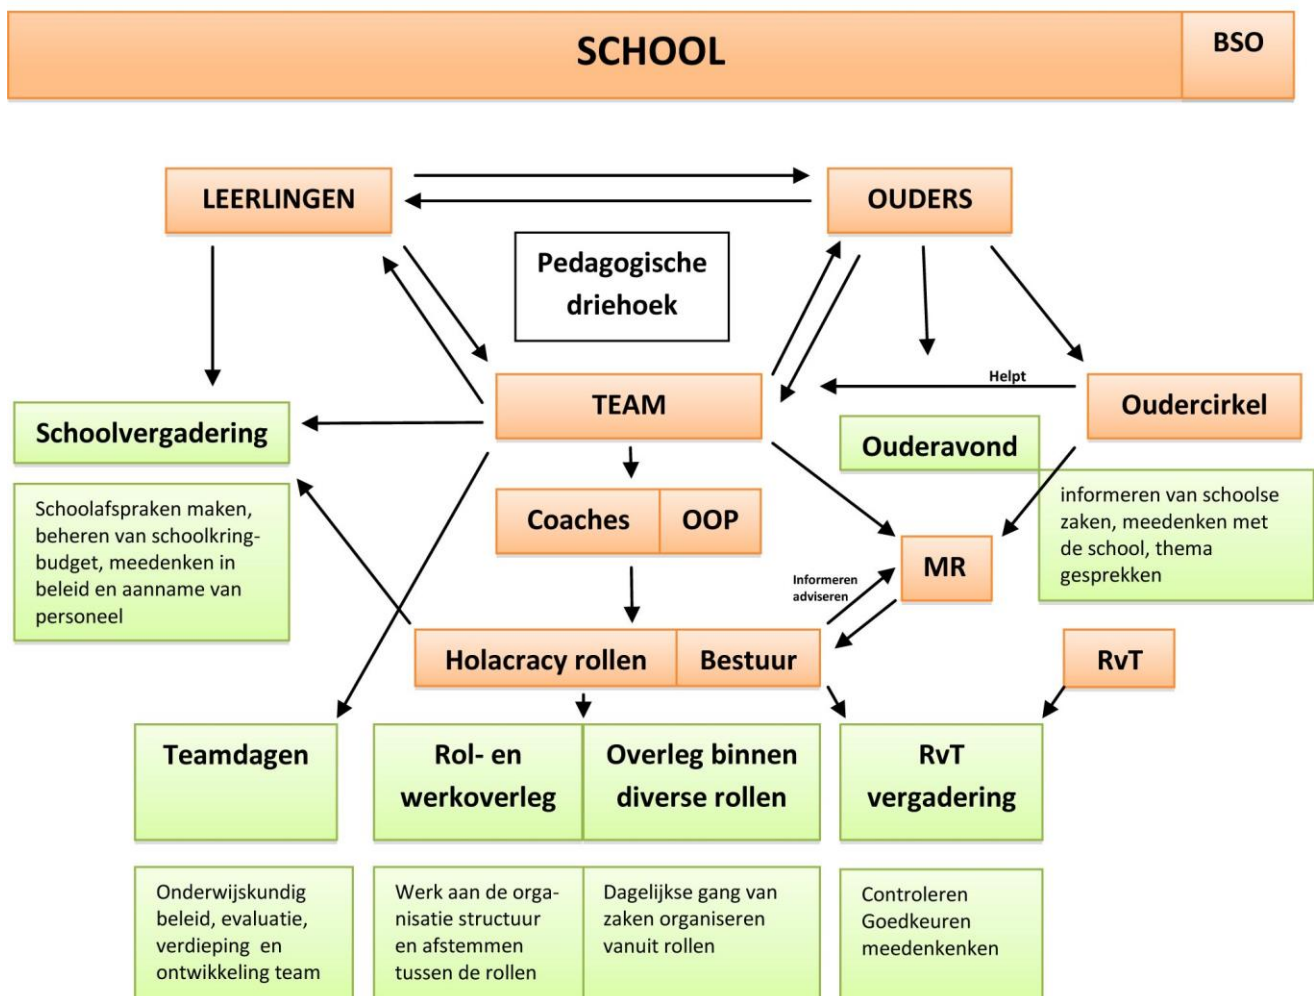 SCHOOL
BSO
LEERLINGEN
OUDERS
Pedagogische
driehoek
TEAM
Helpt
Oudercirkel
Schoolvergadering
Ouderavond
Schoolafspraken maken,
beheren van schoolkring-
budget, meedenken in
beleid en aanname van
personeel
Coaches
OOP
informeren van schoolse
zaken, meedenken met
de school, thema
gesprekken
MR
Informeren
adviseren
Holacracy rollen
Bestuur
RvT
Teamdagen
Rol- en
werkoverleg
Overleg binnen
diverse rollen
RvT
vergadering
Onderwijskundig
beleid, evaluatie,
verdieping en
ontwikkeling team
Werk aan de orga-
nisatie structuur
en afstemmen
tussen de rollen
Dagelijkse gang van
zaken organiseren
vanuit rollen
Controleren
Goedkeuren
meedenkenken